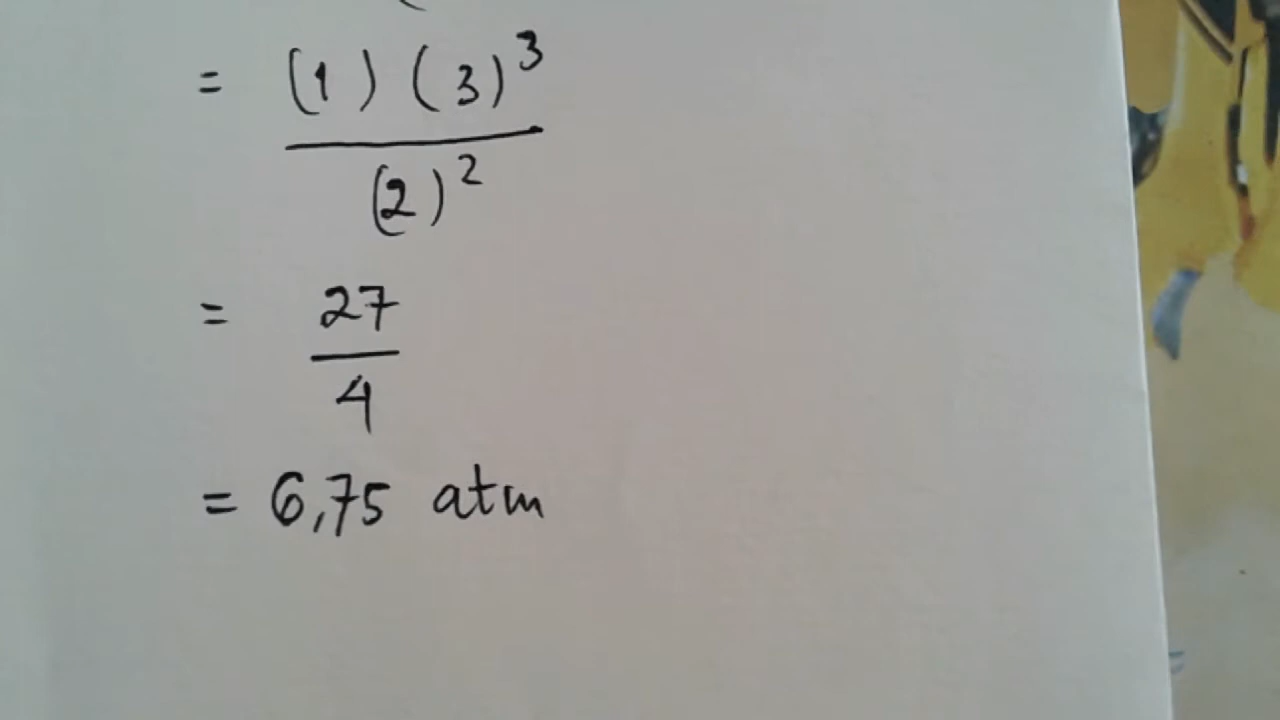 = (1) (3)³
(2)²
= 27
4
= 6,75 atm